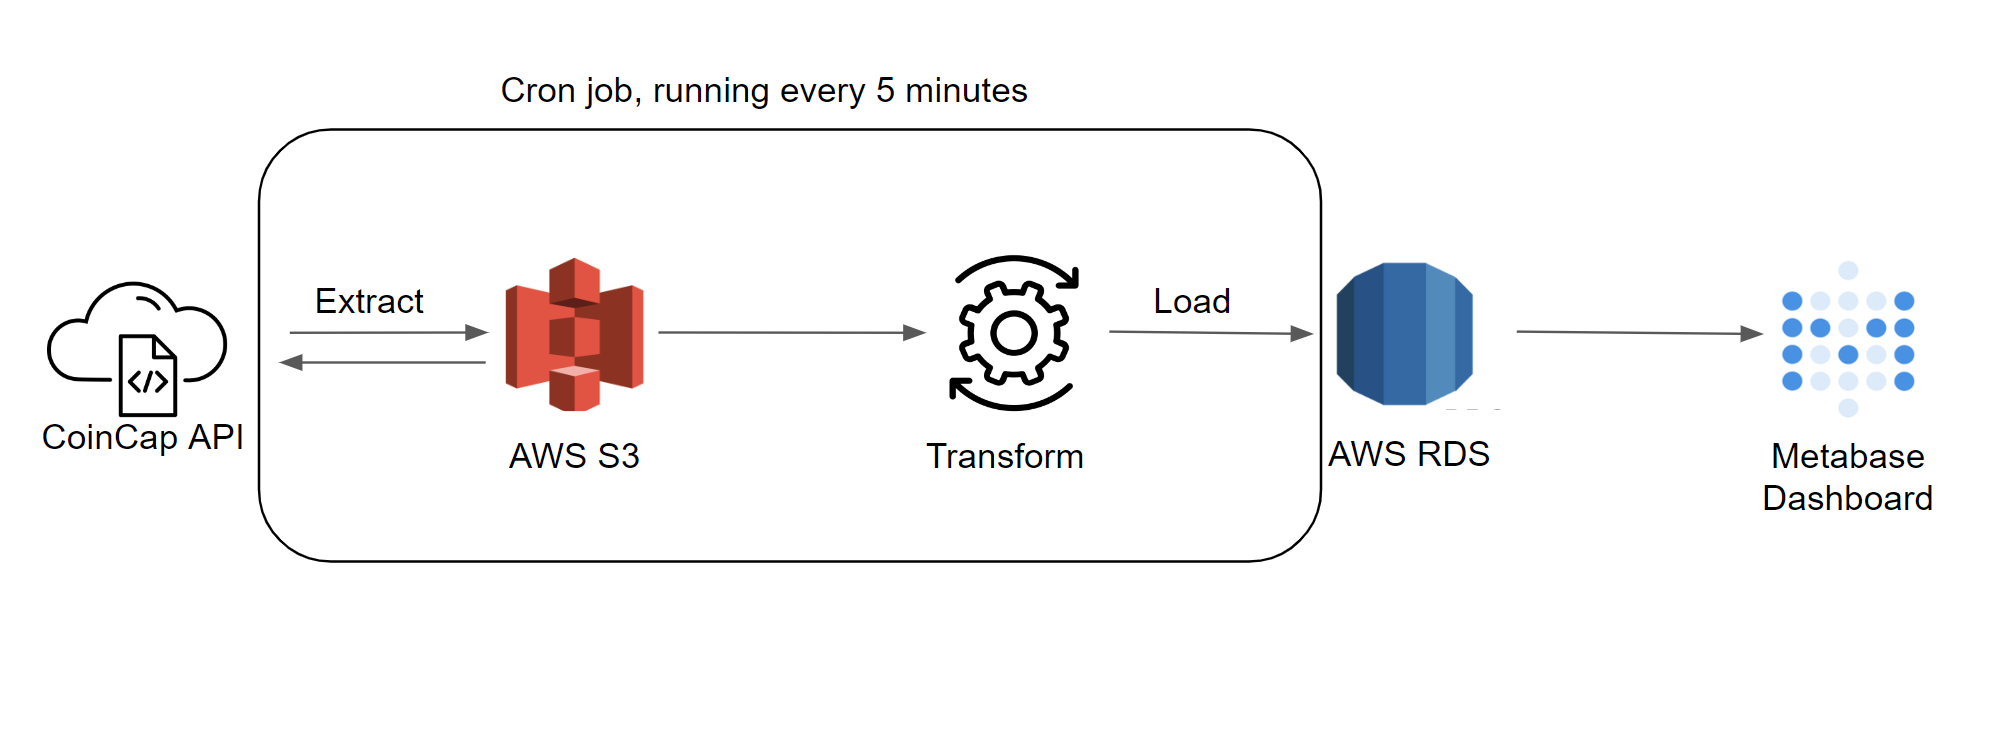 Cron job, running every 5 minutes
Extract
Load
</>
CoinCap API
AWS S3
Transform
AWS RDS
Metabase
Dashboard